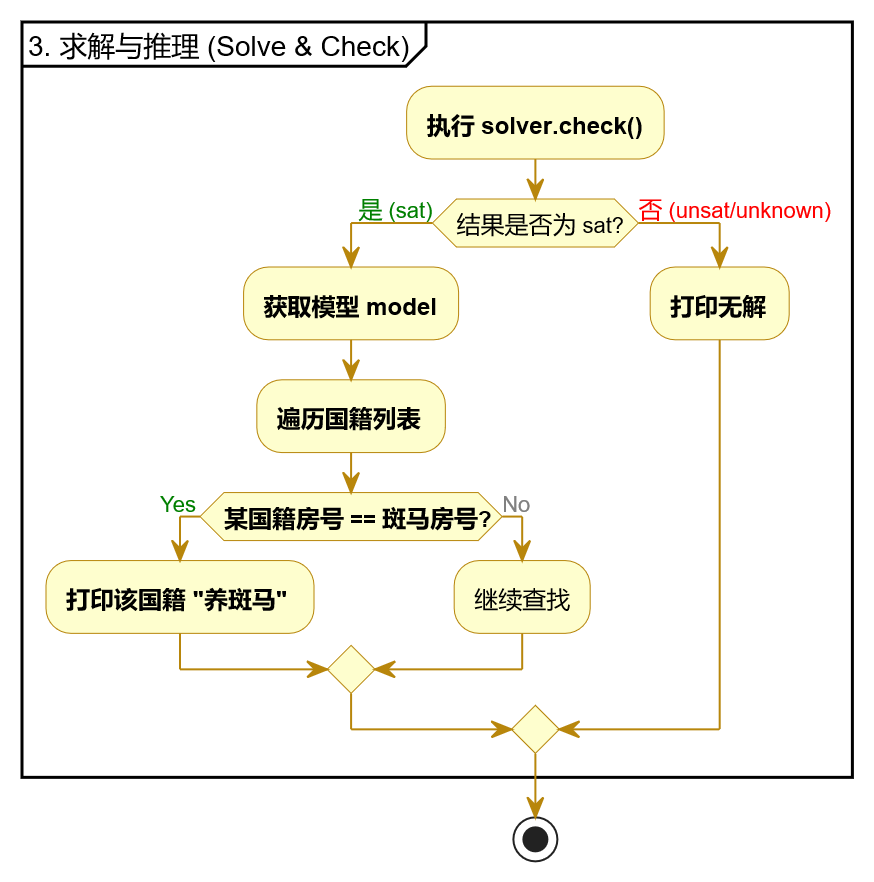 3. 求解与推理 (Solve & Check)
执行 solver.check()
是 (sat)
结果是否为 sat?
否 (unsat/unknown)
获取模型 model
打印无解
遍历国籍列表
Yes
某国籍房号 == 斑马房号?
No
打印该国籍 "养斑马"
继续查找